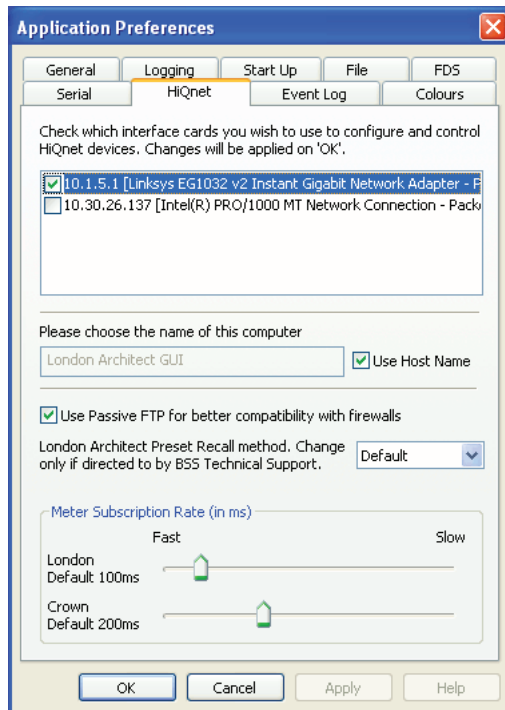 Application Preferences
General Logging Start Up File FDS
Serial HiQnet Event Log Colours
Check which interface cards you wish to use to configure and control
HiQnet devices. Changes will be applied on 'OK'.
10.1.5.1 [Linksys EG1032 v2 Instant Gigabit Network Adapter - P
10.30.26.137 [Intel(R) PRO/1000 MT Network Connection - Pack
Please choose the name of this computer
London Architect GUI Use Host Name
Use Passive FTP for better compatibility with firewalls
London Architect Preset Recall method. Change
only if directed to by BSS Technical Support. Default
Meter Subscription Rate (in ms)
Fast Slow
London
Default 100ms
Crown
Default 200ms
OK Cancel Apply Help